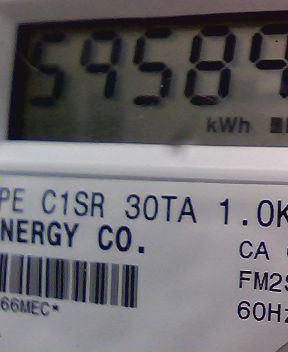 59589
kWh
PE C1SR 30TA 1.0K
NERGY CO.
CA
FM2S
60Hz
66MEC*